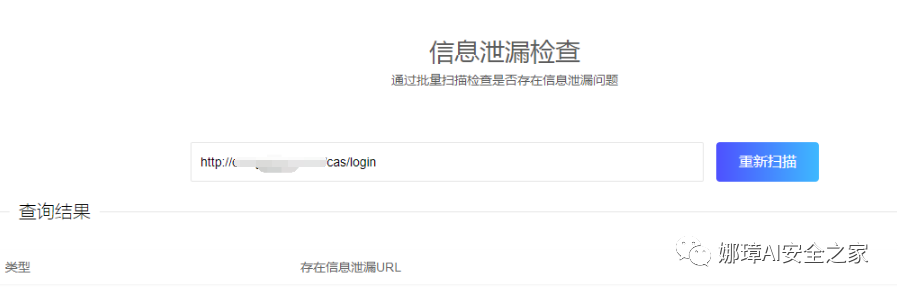 信息泄漏检查
通过批量扫描检查是否存在信息泄漏问题
http:// /cas/login
重新扫描
查询结果
类型 存在信息泄漏URL
娜璋AI安全之家